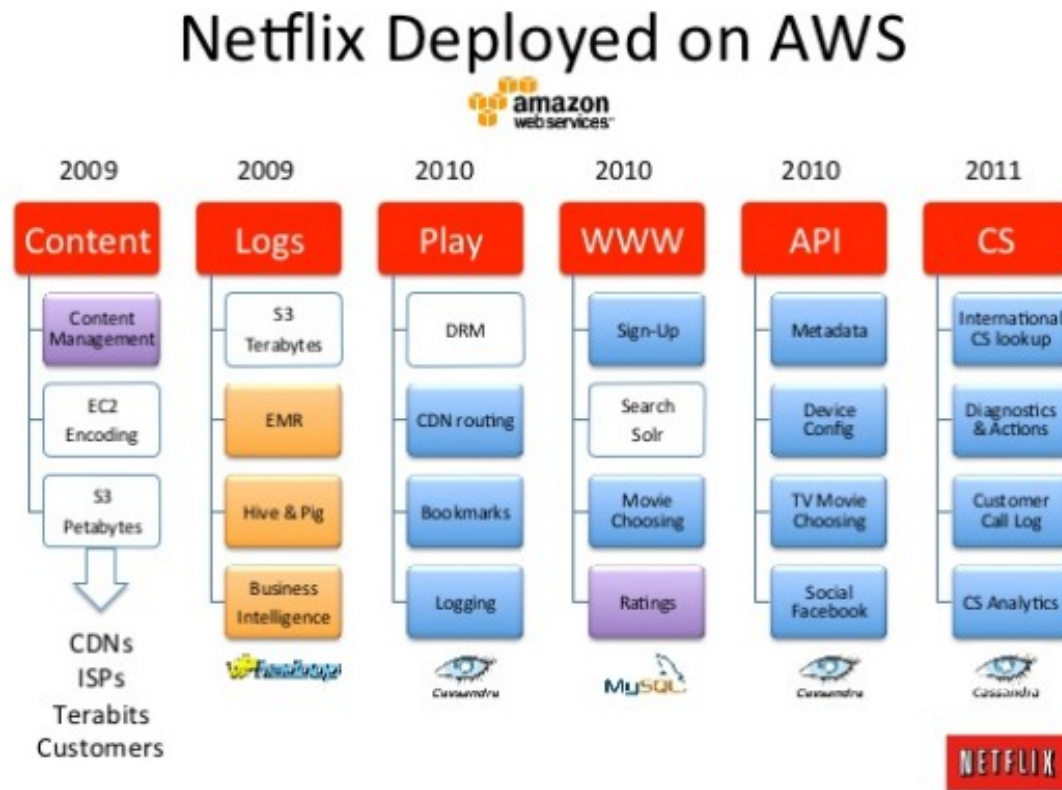 Netflix Deployed on AWS
amazon
web services™
2009
2009
2010
2010
2010
2011
Content
Content
Management
EC2
Encoding
S3
Petabytes
CDNs
ISPs
Terabits
Customers
Logs
S3
Terabytes
EMR
Hive & Pig
Business
Intelligence
hadoop
Play
DRM
CDN routing
Bookmarks
Logging
Cassandra
WWW
Sign-Up
Search
Solr
Movie
Choosing
Ratings
MySQL
API
Metadata
Device
Config
TV Movie
Choosing
Social
Facebook
Cassandra
CS
International
CS lookup
Diagnostics
& Actions
Customer
Call Log
CS Analytics
Cassandra
NETFLIX